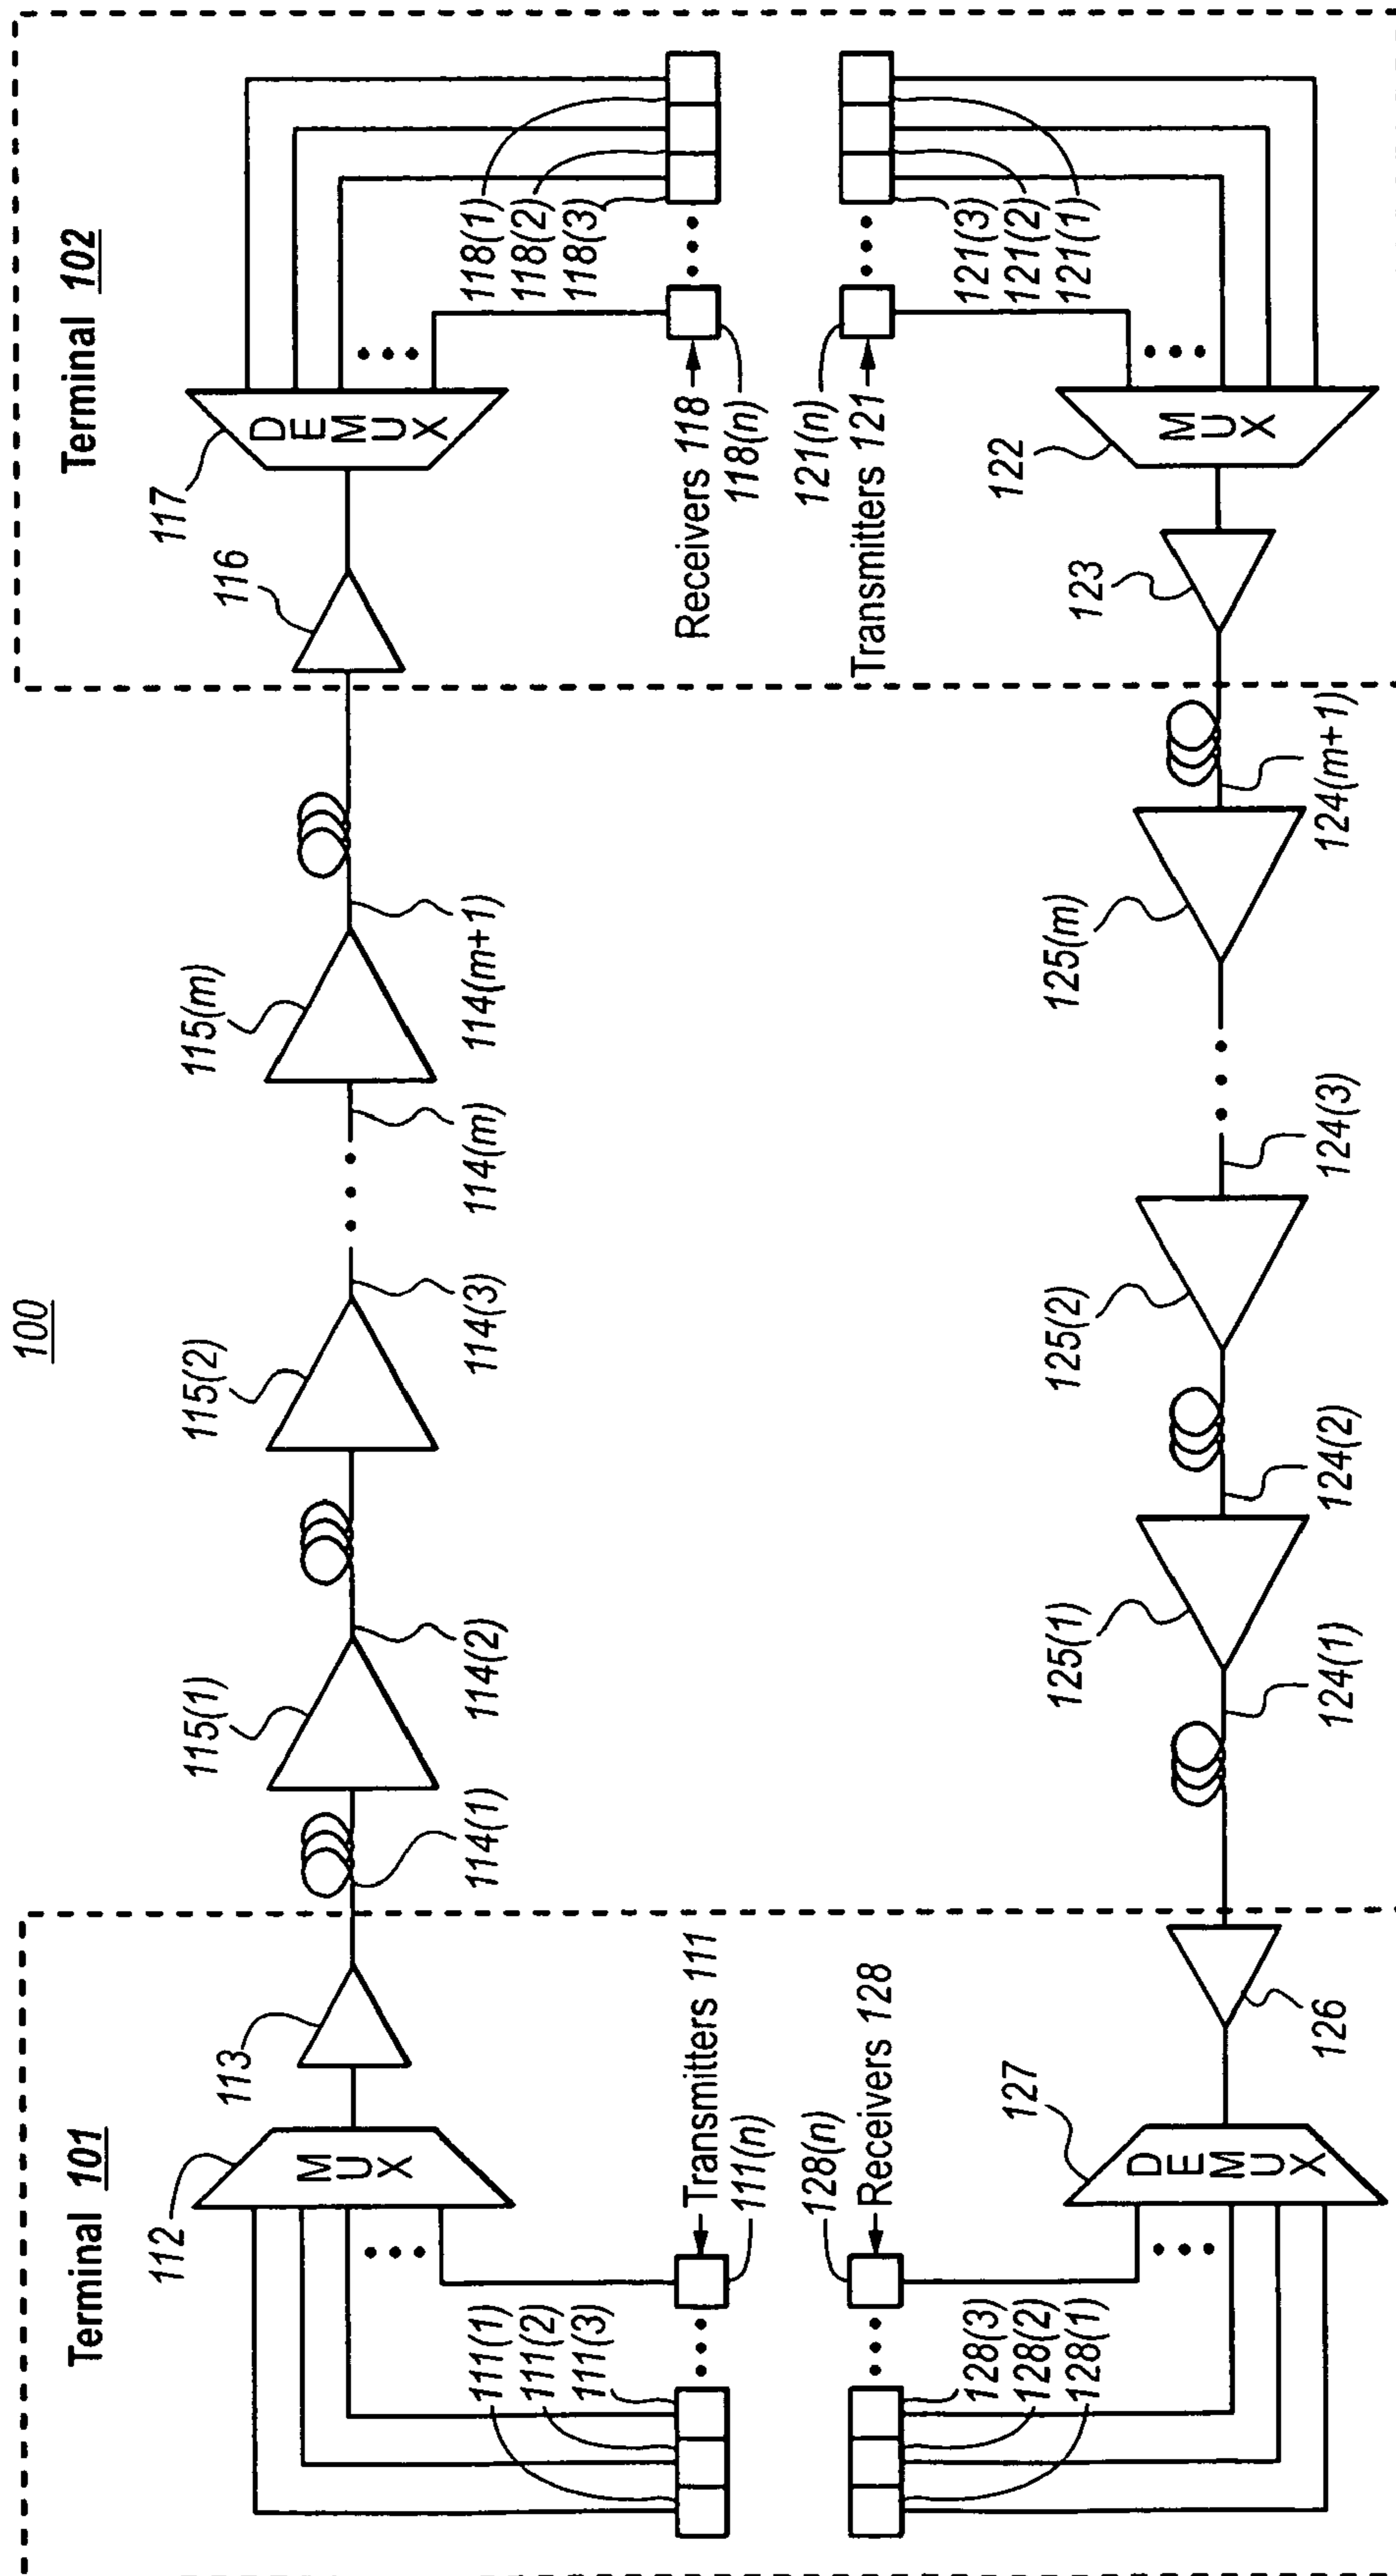 100
Terminal 101
Terminal 102
112
MUX
113
114(1)
115(1)
114(2)
115(2)
114(3)
114(m)
115(m)
114(m+1)
116
117
DEMUX
111(1)
111(2)
111(3)
Transmitters 111
111(n)
118(1)
118(2)
118(3)
Receivers 118
118(n)
128(n)
Receivers 128
128(3)
128(2)
128(1)
127
DEMUX
126
124(1)
125(1)
124(2)
125(2)
124(3)
125(m)
124(m+1)
123
122
MUX
121(n)
Transmitters 121
121(3)
121(2)
121(1)